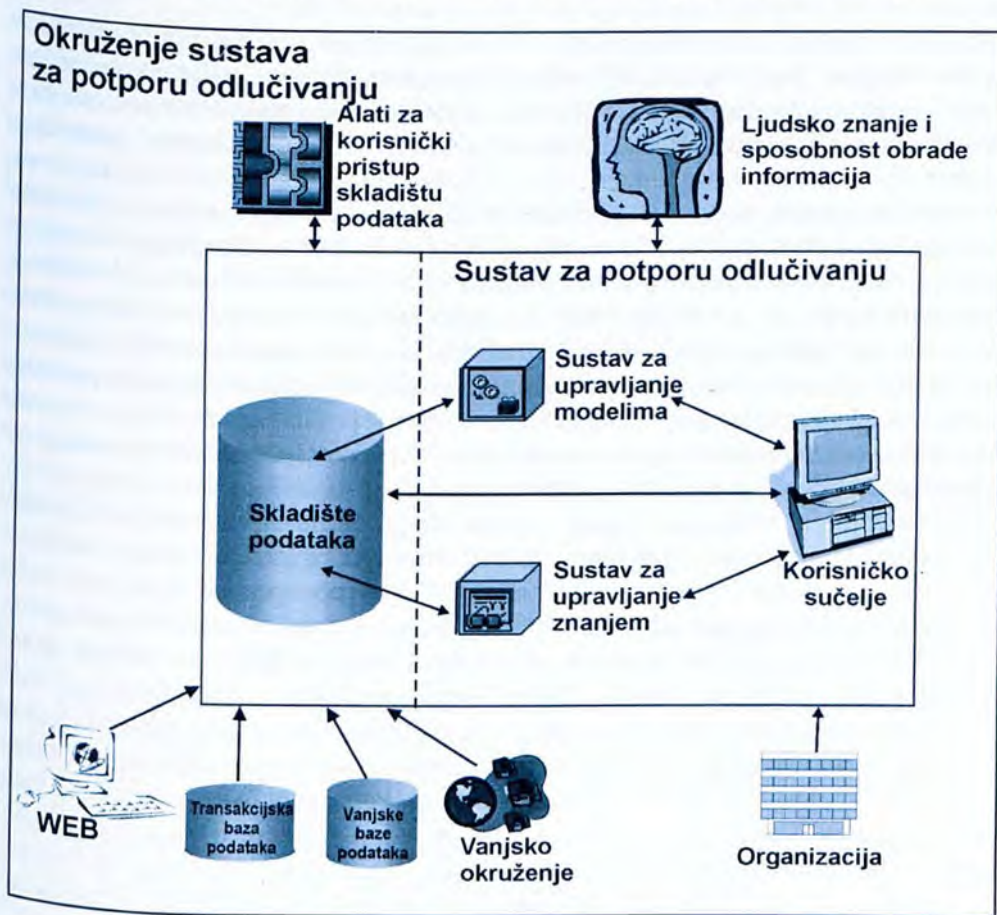 Okruženje sustava
za potporu odlučivanju
Alati za
korisnički
pristup
skladištu
podataka
Ljudsko znanje i
sposobnost obrade
informacija
Sustav za potporu odlučivanju
Sustav za
upravljanje
modelima
Skladište
podataka
Sustav za
upravljanje
znanjem
Korisničko
sučelje
WEB
Transakcijska
baza
podataka
Vanjske
baze
podataka
Vanjsko
okruženje
Organizacija